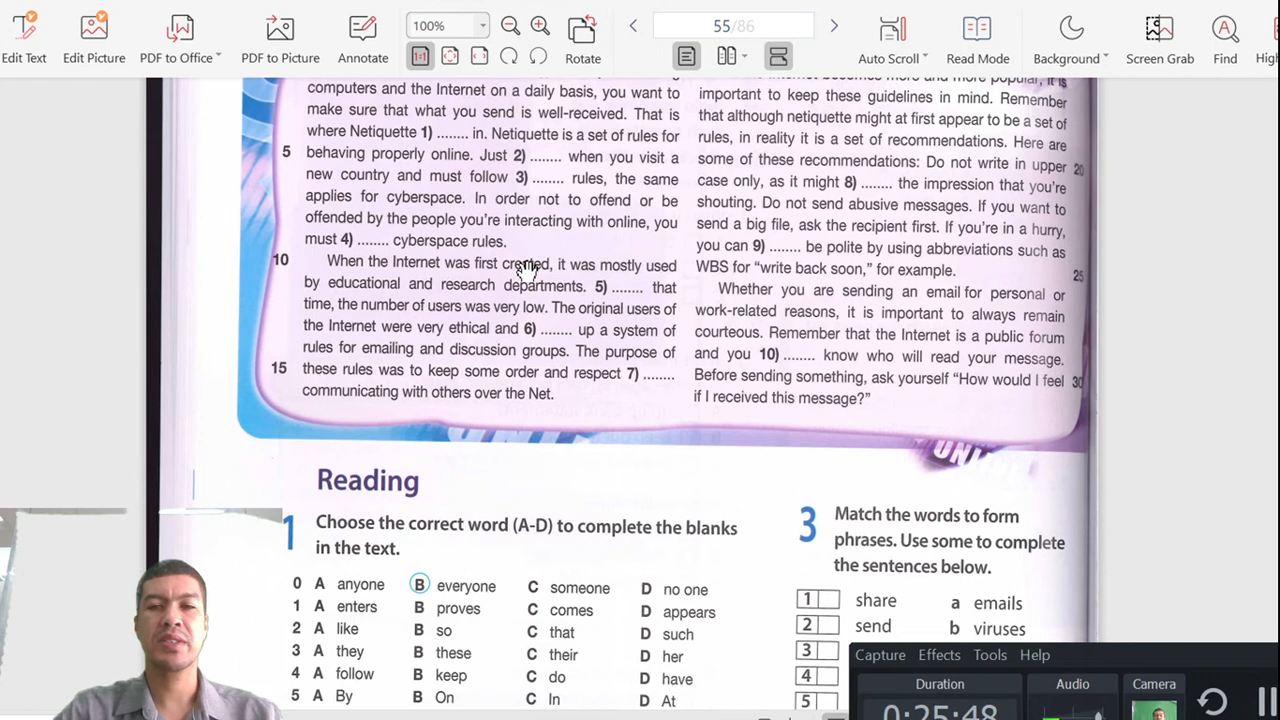 100%
55/86
Edit Text
Edit Picture
PDF to Office
PDF to Picture
Annotate
Rotate
Auto Scroll
Read Mode
Background
Screen Grab
Find
High
computers and the Internet on a daily basis, you want to
make sure that what you send is well-received. That is
where Netiquette 1) ........ in. Netiquette is a set of rules for
5 behaving properly online. Just 2) ........ when you visit a
new country and must follow 3) ........ rules, the same
applies for cyberspace. In order not to offend or be
offended by the people you're interacting with online, you
must 4) ........ cyberspace rules.
10 When the Internet was first created, it was mostly used
by educational and research departments. 5) ........ that
time, the number of users was very low. The original users of
the Internet were very ethical and 6) ........ up a system of
rules for emailing and discussion groups. The purpose of
15 these rules was to keep some order and respect 7) ........
communicating with others over the Net.
Internet becomes more and more popular, it is
important to keep these guidelines in mind. Remember
that although netiquette might at first appear to be a set of
rules, in reality it is a set of recommendations. Here are
some of these recommendations: Do not write in upper 20
case only, as it might 8) ........ the impression that you're
shouting. Do not send abusive messages. If you want to
send a big file, ask the recipient first. If you're in a hurry,
you can 9) ........ be polite by using abbreviations such as
WBS for "write back soon," for example. 25
Whether you are sending an email for personal or
work-related reasons, it is important to always remain
courteous. Remember that the Internet is a public forum
and you 10) ........ know who will read your message.
Before sending something, ask yourself "How would I feel 30
if I received this message?"
Reading
1 Choose the correct word (A-D) to complete the blanks
in the text.
0 A anyone B everyone C someone D no one
1 A enters B proves C comes D appears
2 A like B so C that D such
3 A they B these C their D her
4 A follow B keep C do D have
5 A By B On C In D At
3 Match the words to form
phrases. Use some to complete
the sentences below.
1 share a emails
2 send b viruses
3
4
5
Capture Effects Tools Help
Duration Audio Camera
0:25:48